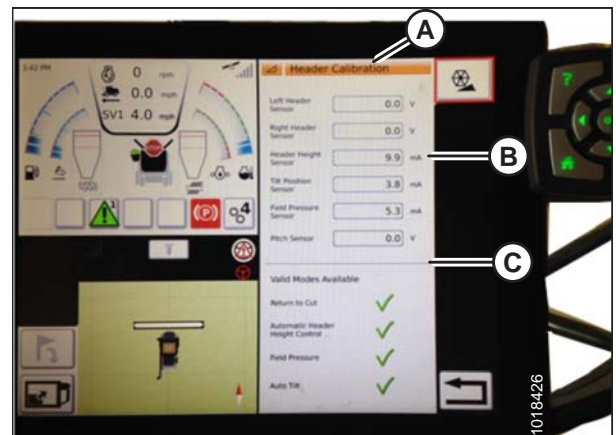 A
B
C
5:42 PM
0 rpm
0.0 mph
SV1 4.0 mph
1
(P)
4
Header Calibration
Left Header
Sensor
0.0 V
Right Header
Sensor
0.0 V
Header Height
Sensor
9.9 mA
Tilt Position
Sensor
3.8 mA
Field Pressure
Sensor
5.3 mA
Pitch Sensor
0.0 V
Valid Modes Available
Return to Cut
Automatic Header
Height Control
Field Pressure
Auto Tilt
?
1018426